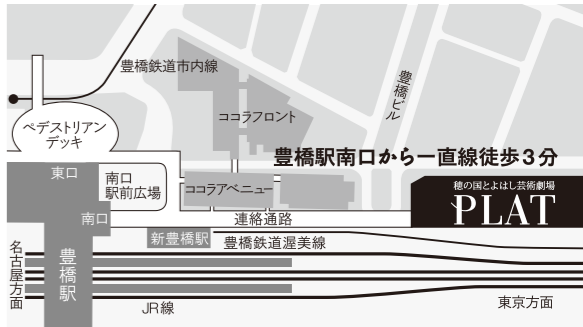 豊橋鉄道市内線
豊橋ビル
ココラフロント
ペデストリアン
デッキ
豊橋駅南口から一直線徒歩3分
東口
南口
駅前広場
ココラアベニュー
穂の国とよはし芸術劇場
PLAT
南口
連絡通路
新豊橋駅
豊橋鉄道渥美線
名古屋方面
豊橋駅
JR線
東京方面